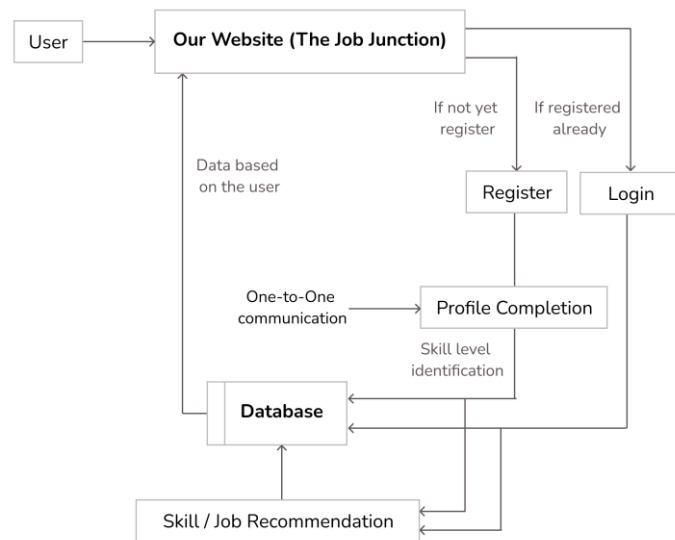 User
Our Website (The Job Junction)
If not yet
register
If registered
already
Data based
on the user
Register
Login
One-to-One
communication
Profile Completion
Skill level
identification
Database
Skill / Job Recommendation